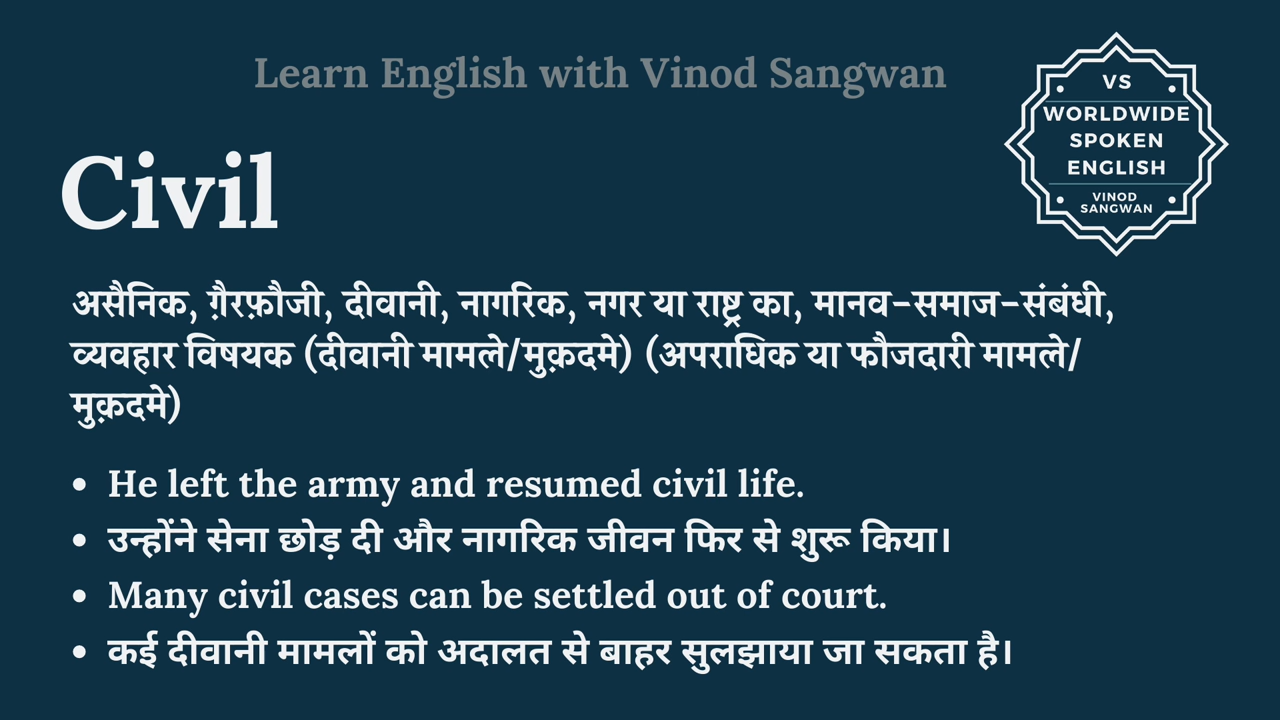 Learn English with Vinod Sangwan
VS
WORLDWIDE
SPOKEN
ENGLISH
VINOD
SANGWAN
Civil
असैनिक, ग़ैरफ़ौजी, दीवानी, नागरिक, नगर या राष्ट्र का, मानव-समाज-संबंधी,
व्यवहार विषयक (दीवानी मामले/मुक़दमे) (अपराधिक या फौजदारी मामले/
मुक़दमे)
• He left the army and resumed civil life.
• उन्होंने सेना छोड़ दी और नागरिक जीवन फिर से शुरू किया।
• Many civil cases can be settled out of court.
• कई दीवानी मामलों को अदालत से बाहर सुलझाया जा सकता है।